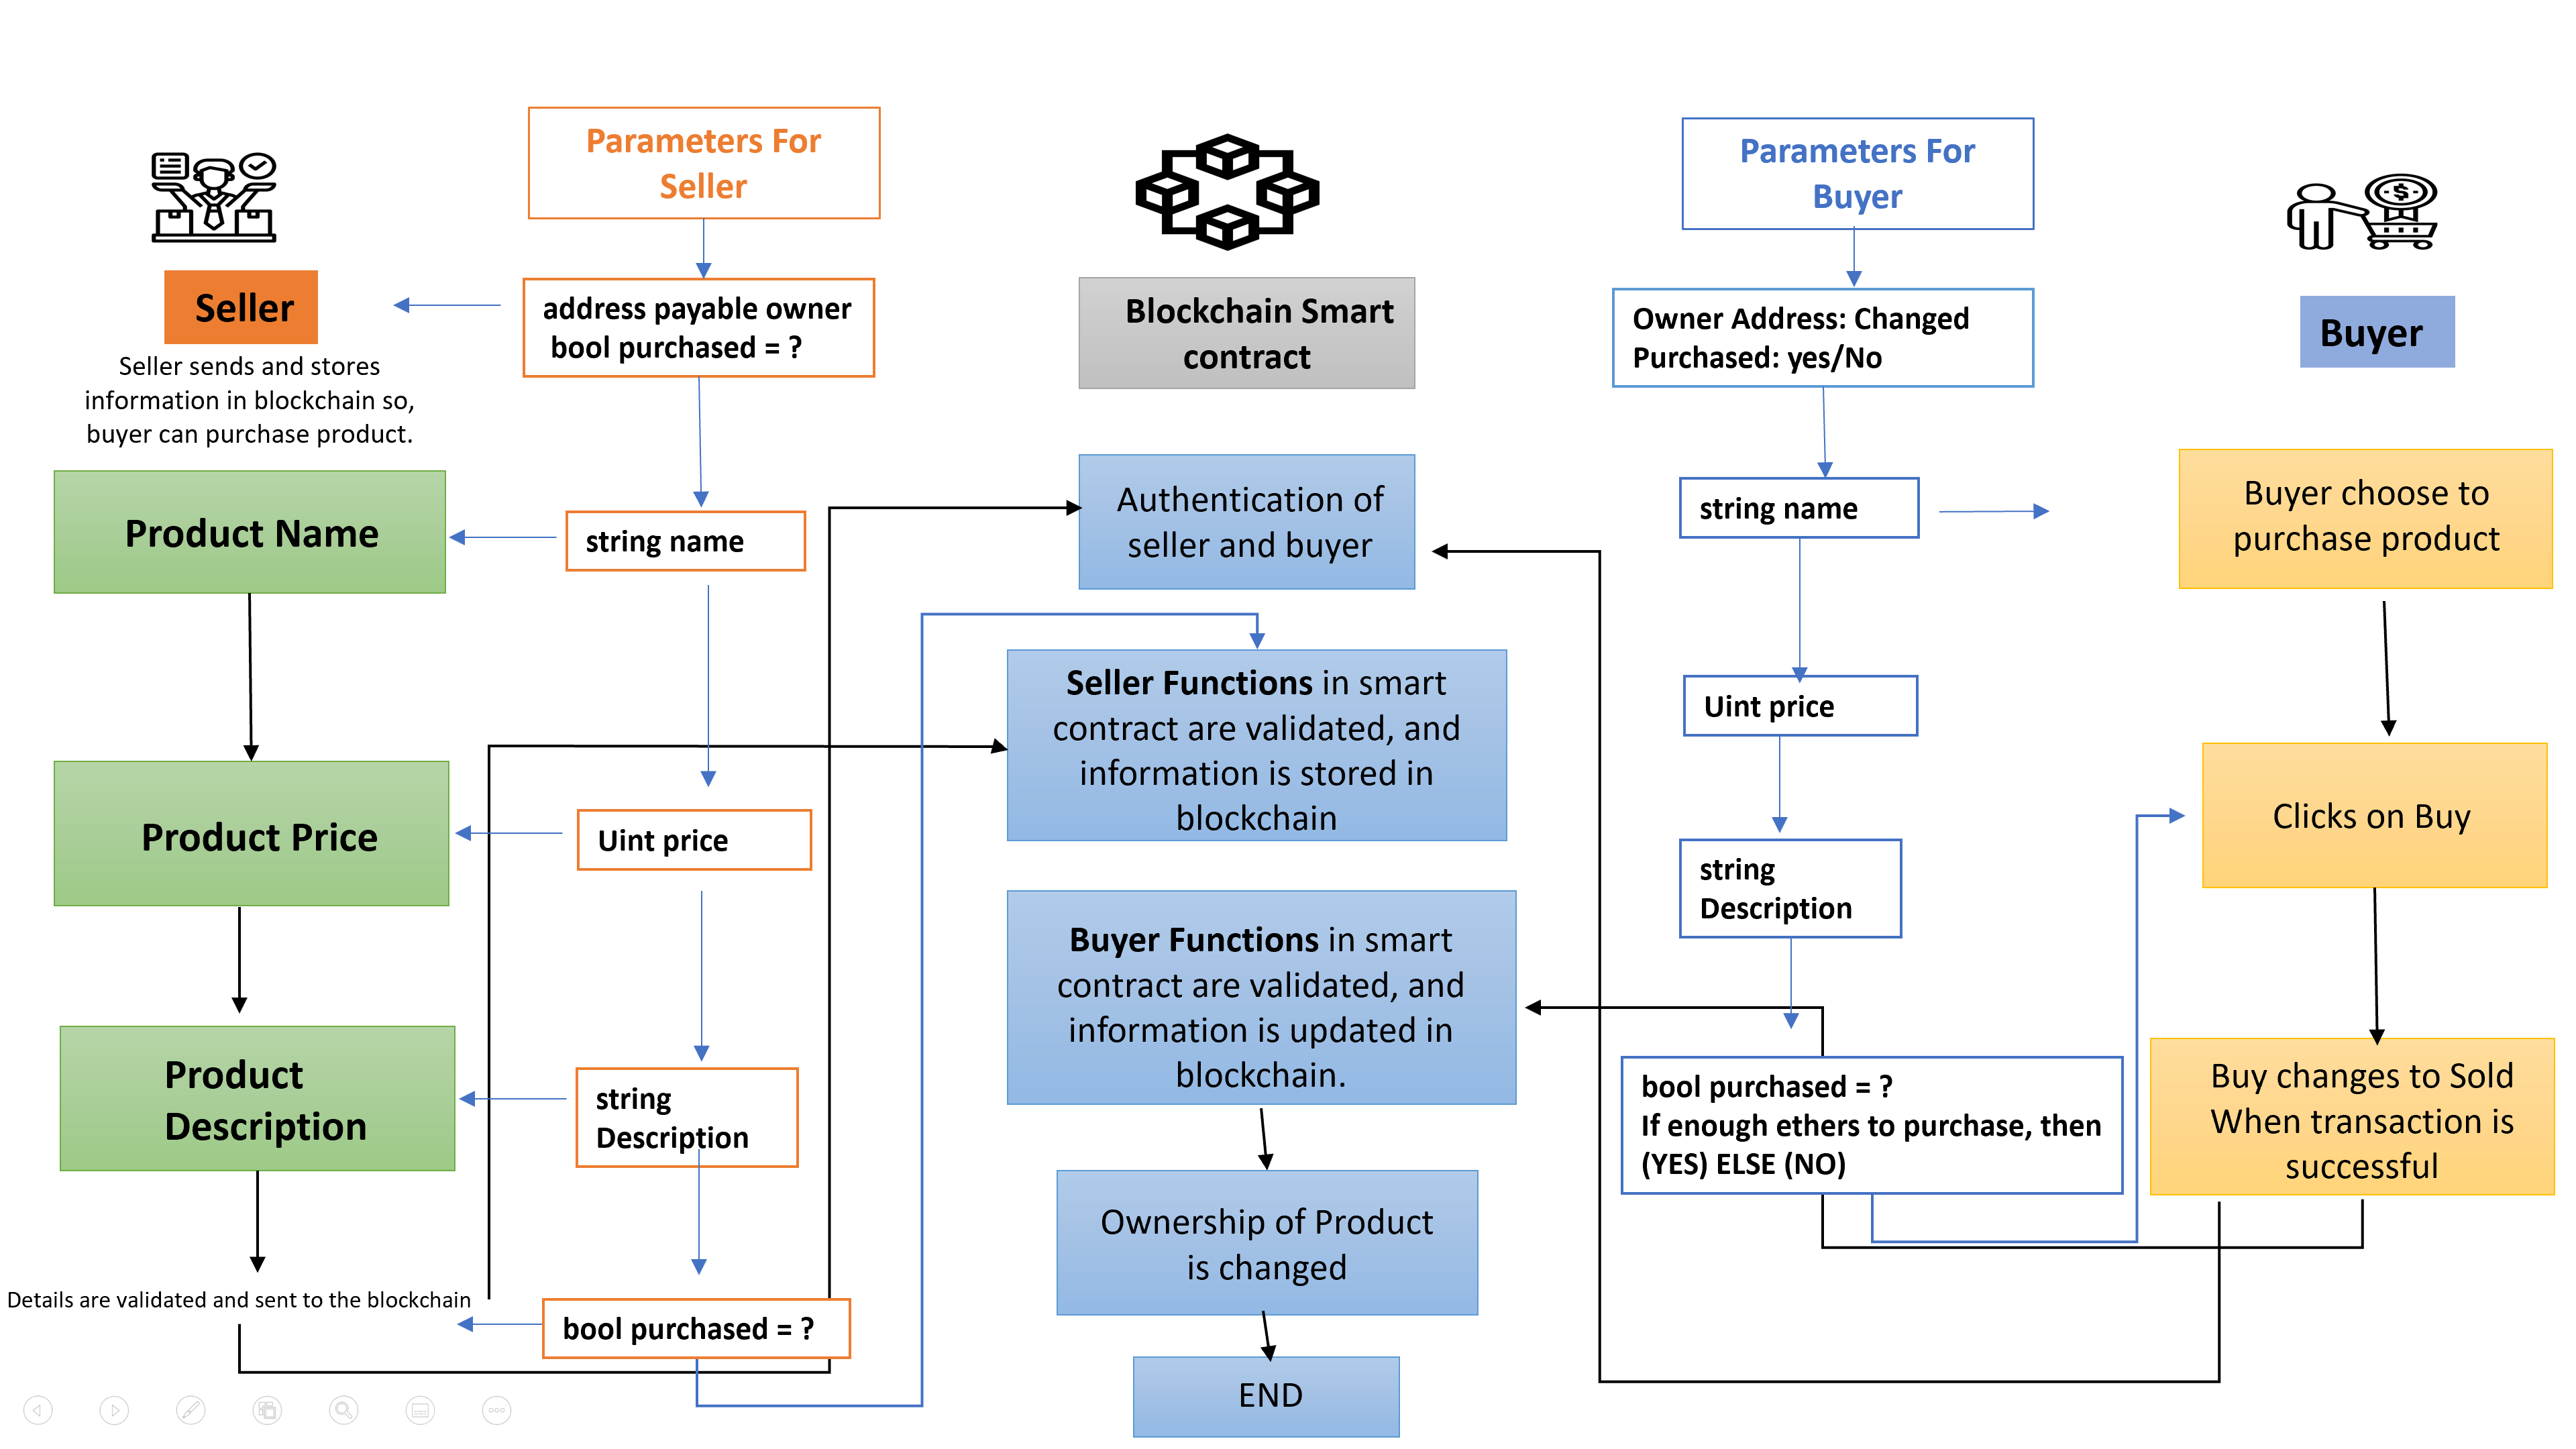 Seller
Seller sends and stores
information in blockchain so,
buyer can purchase product.
Product Name
Product Price
Product
Description
Details are validated and sent to the blockchain
Parameters For
Seller
address payable owner
bool purchased = ?
string name
Uint price
string
Description
bool purchased = ?
Blockchain Smart
contract
Authentication of
seller and buyer
Seller Functions in smart
contract are validated, and
information is stored in
blockchain
Buyer Functions in smart
contract are validated, and
information is updated in
blockchain.
Ownership of Product
is changed
END
Parameters For
Buyer
Owner Address: Changed
Purchased: yes/No
string name
Uint price
string
Description
bool purchased = ?
If enough ethers to purchase, then
(YES) ELSE (NO)
Buyer
Buyer choose to
purchase product
Clicks on Buy
Buy changes to Sold
When transaction is
successful